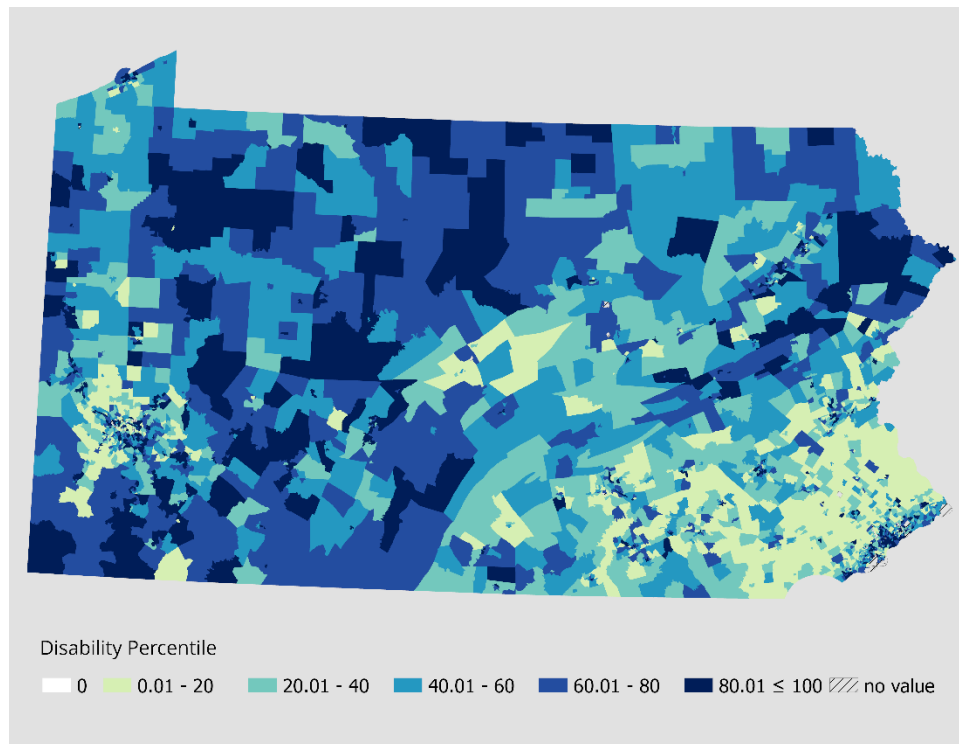 Disability Percentile
0 0.01 - 20 20.01 - 40 40.01 - 60 60.01 - 80 80.01 ≤ 100 no value